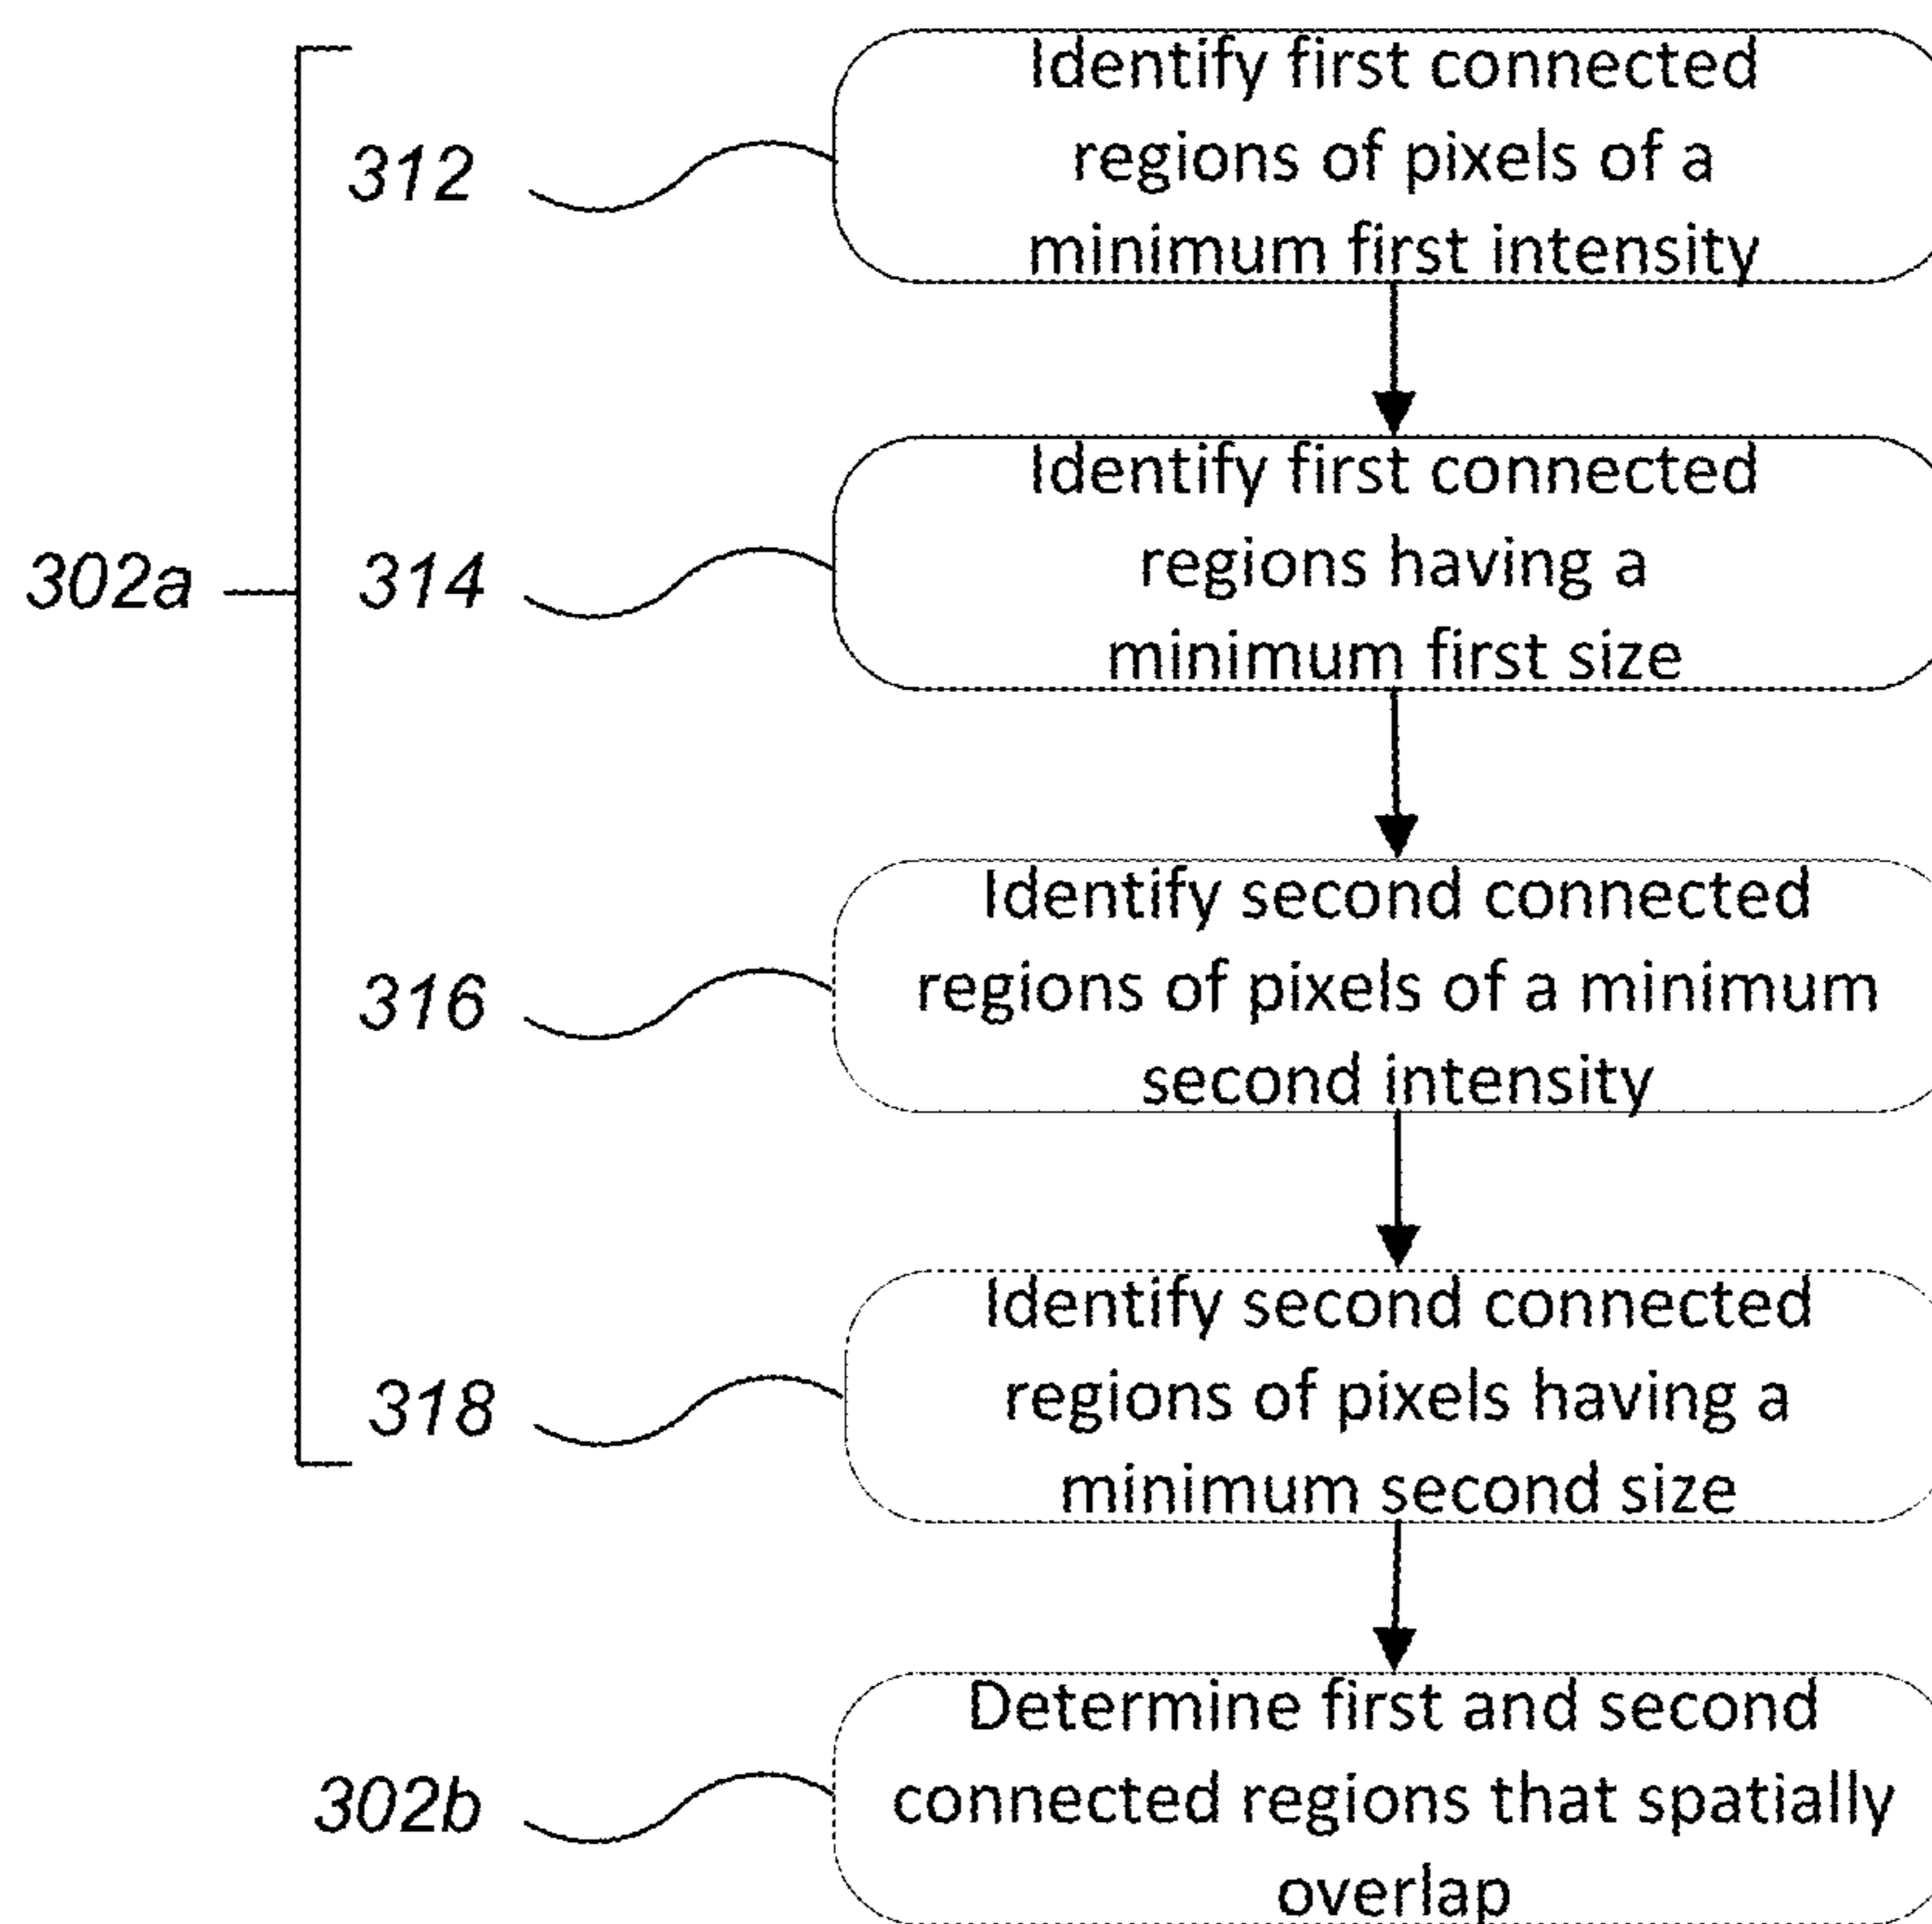 Identify first connected
312
regions of pixels of a
minimum first intensity
Identify first connected
302a
314
regions having a
minimum first size
Identify second connected
316
regions of pixels of a minimum
second intensity
Identify second connected
318
regions of pixels having a
minimum second size
Determine first and second
302b
connected regions that spatially
overlap